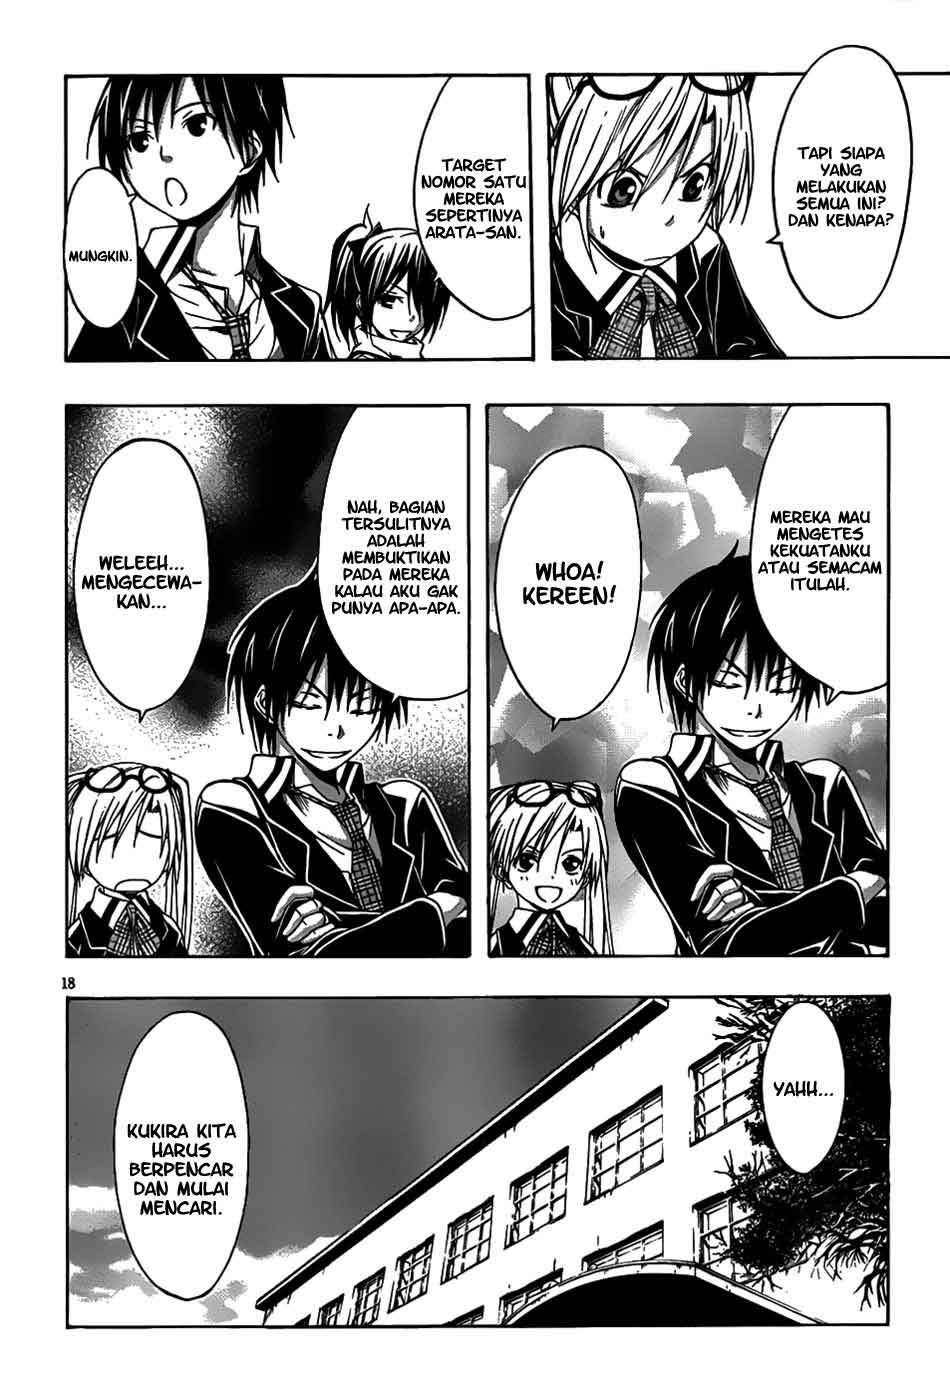 TAPI SIAPA
YANG
MELAKUKAN
SEMUA INI?
DAN KENAPA?
TARGET
NOMOR SATU
MEREKA
SEPERTINYA
ARATA-SAN.
MUNGKIN.
MEREKA MAU
MENGETES
KEKUATANKU
ATAU SEMACAM
ITULAH.
WHOA!
KEREEN!
NAH, BAGIAN
TERSULITNYA
ADALAH
MEMBUKTIKAN
PADA MEREKA
KALAU AKU GAK
PUNYA APA-APA.
WELEEH...
MENGECEWA-
KAN...
18
YAHH...
KUKIRA KITA
HARUS
BERPENCAR
DAN MULAI
MENCARI.